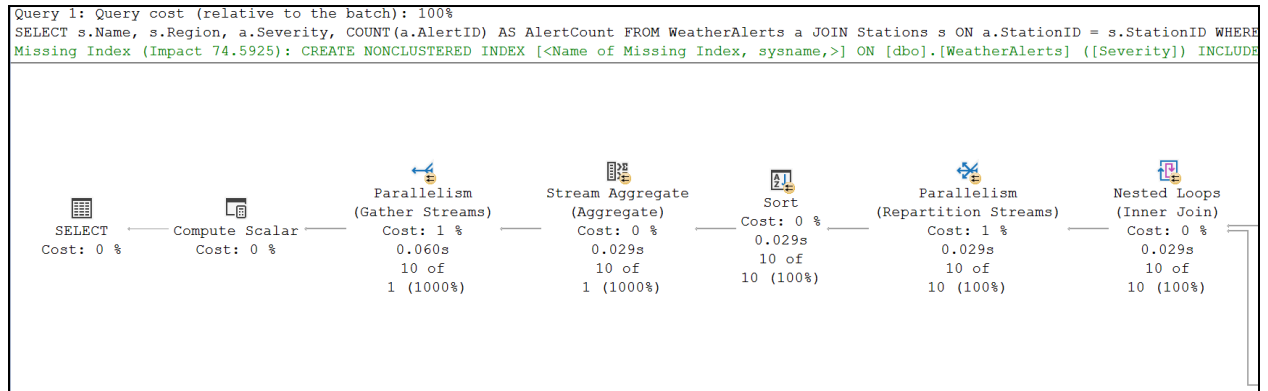 Query 1: Query cost (relative to the batch): 100%
SELECT s.Name, s.Region, a.Severity, COUNT(a.AlertID) AS AlertCount FROM WeatherAlerts a JOIN Stations s ON a.StationID = s.StationID WHERE
Missing Index (Impact 74.5925): CREATE NONCLUSTERED INDEX [<Name of Missing Index, sysname,>] ON [dbo].[WeatherAlerts] ([Severity]) INCLUDE
SELECT
Cost: 0 %
Compute Scalar
Cost: 0 %
Parallelism
(Gather Streams)
Cost: 1 %
0.060s
10 of
1 (1000%)
Stream Aggregate
(Aggregate)
Cost: 0 %
0.029s
10 of
1 (1000%)
Sort
Cost: 0 %
0.029s
10 of
10 (100%)
Parallelism
(Repartition Streams)
Cost: 1 %
0.029s
10 of
10 (100%)
Nested Loops
(Inner Join)
Cost: 0 %
0.029s
10 of
10 (100%)